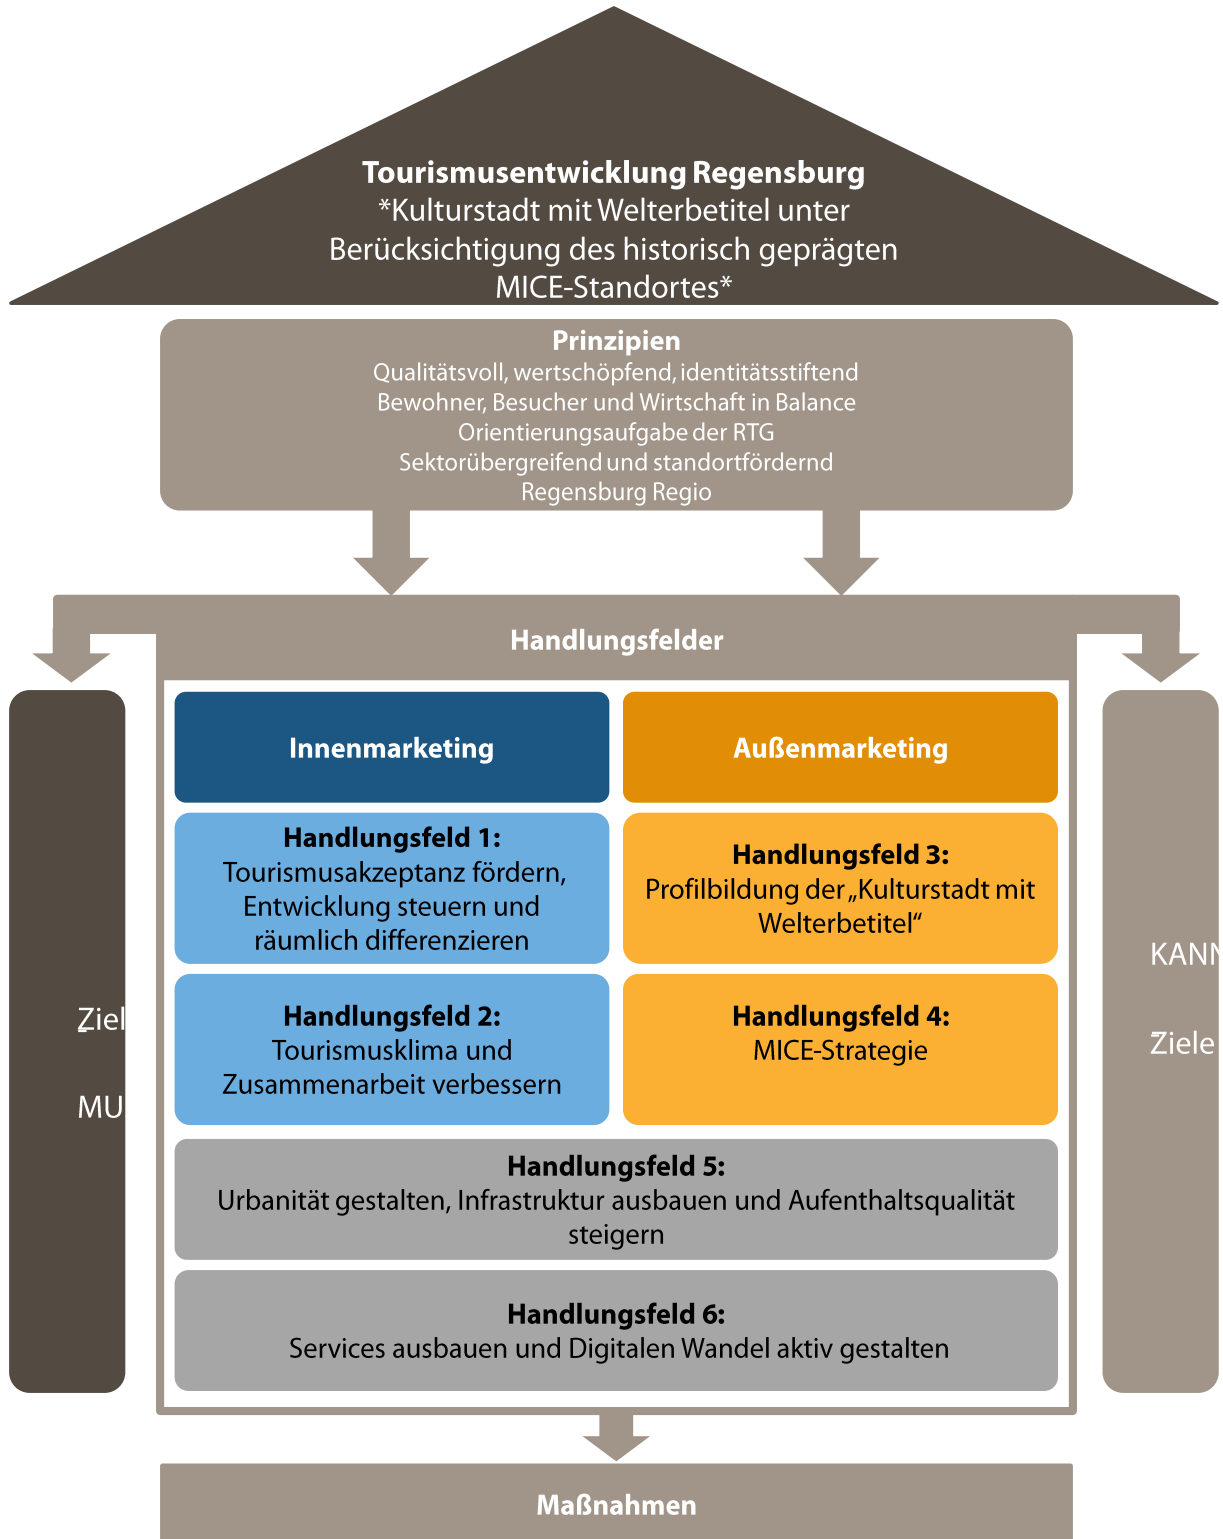 Tourismusentwicklung Regensburg
*Kulturstadt mit Welterbetitel unter
Berücksichtigung des historisch geprägten
MICE-Standortes*
Prinzipien
Qualitätsvoll, wertschöpfend, identitätsstiftend
Bewohner, Besucher und Wirtschaft in Balance
Orientierungsaufgabe der RTG
Sektorübergreifend und standortfördernd
Regensburg Regio
Handlungsfelder
Innenmarketing
Außenmarketing
Handlungsfeld 1:
Tourismusakzeptanz fördern,
Entwicklung steuern und
räumlich differenzieren
Handlungsfeld 3:
Profilbildung der „Kulturstadt mit
Welterbetitel“
Handlungsfeld 2:
Tourismusklima und
Zusammenarbeit verbessern
Handlungsfeld 4:
MICE-Strategie
Handlungsfeld 5:
Urbanität gestalten, Infrastruktur ausbauen und Aufenthaltsqualität
steigern
Handlungsfeld 6:
Services ausbauen und Digitalen Wandel aktiv gestalten
Ziel
MU
KANN
Ziele
Maßnahmen